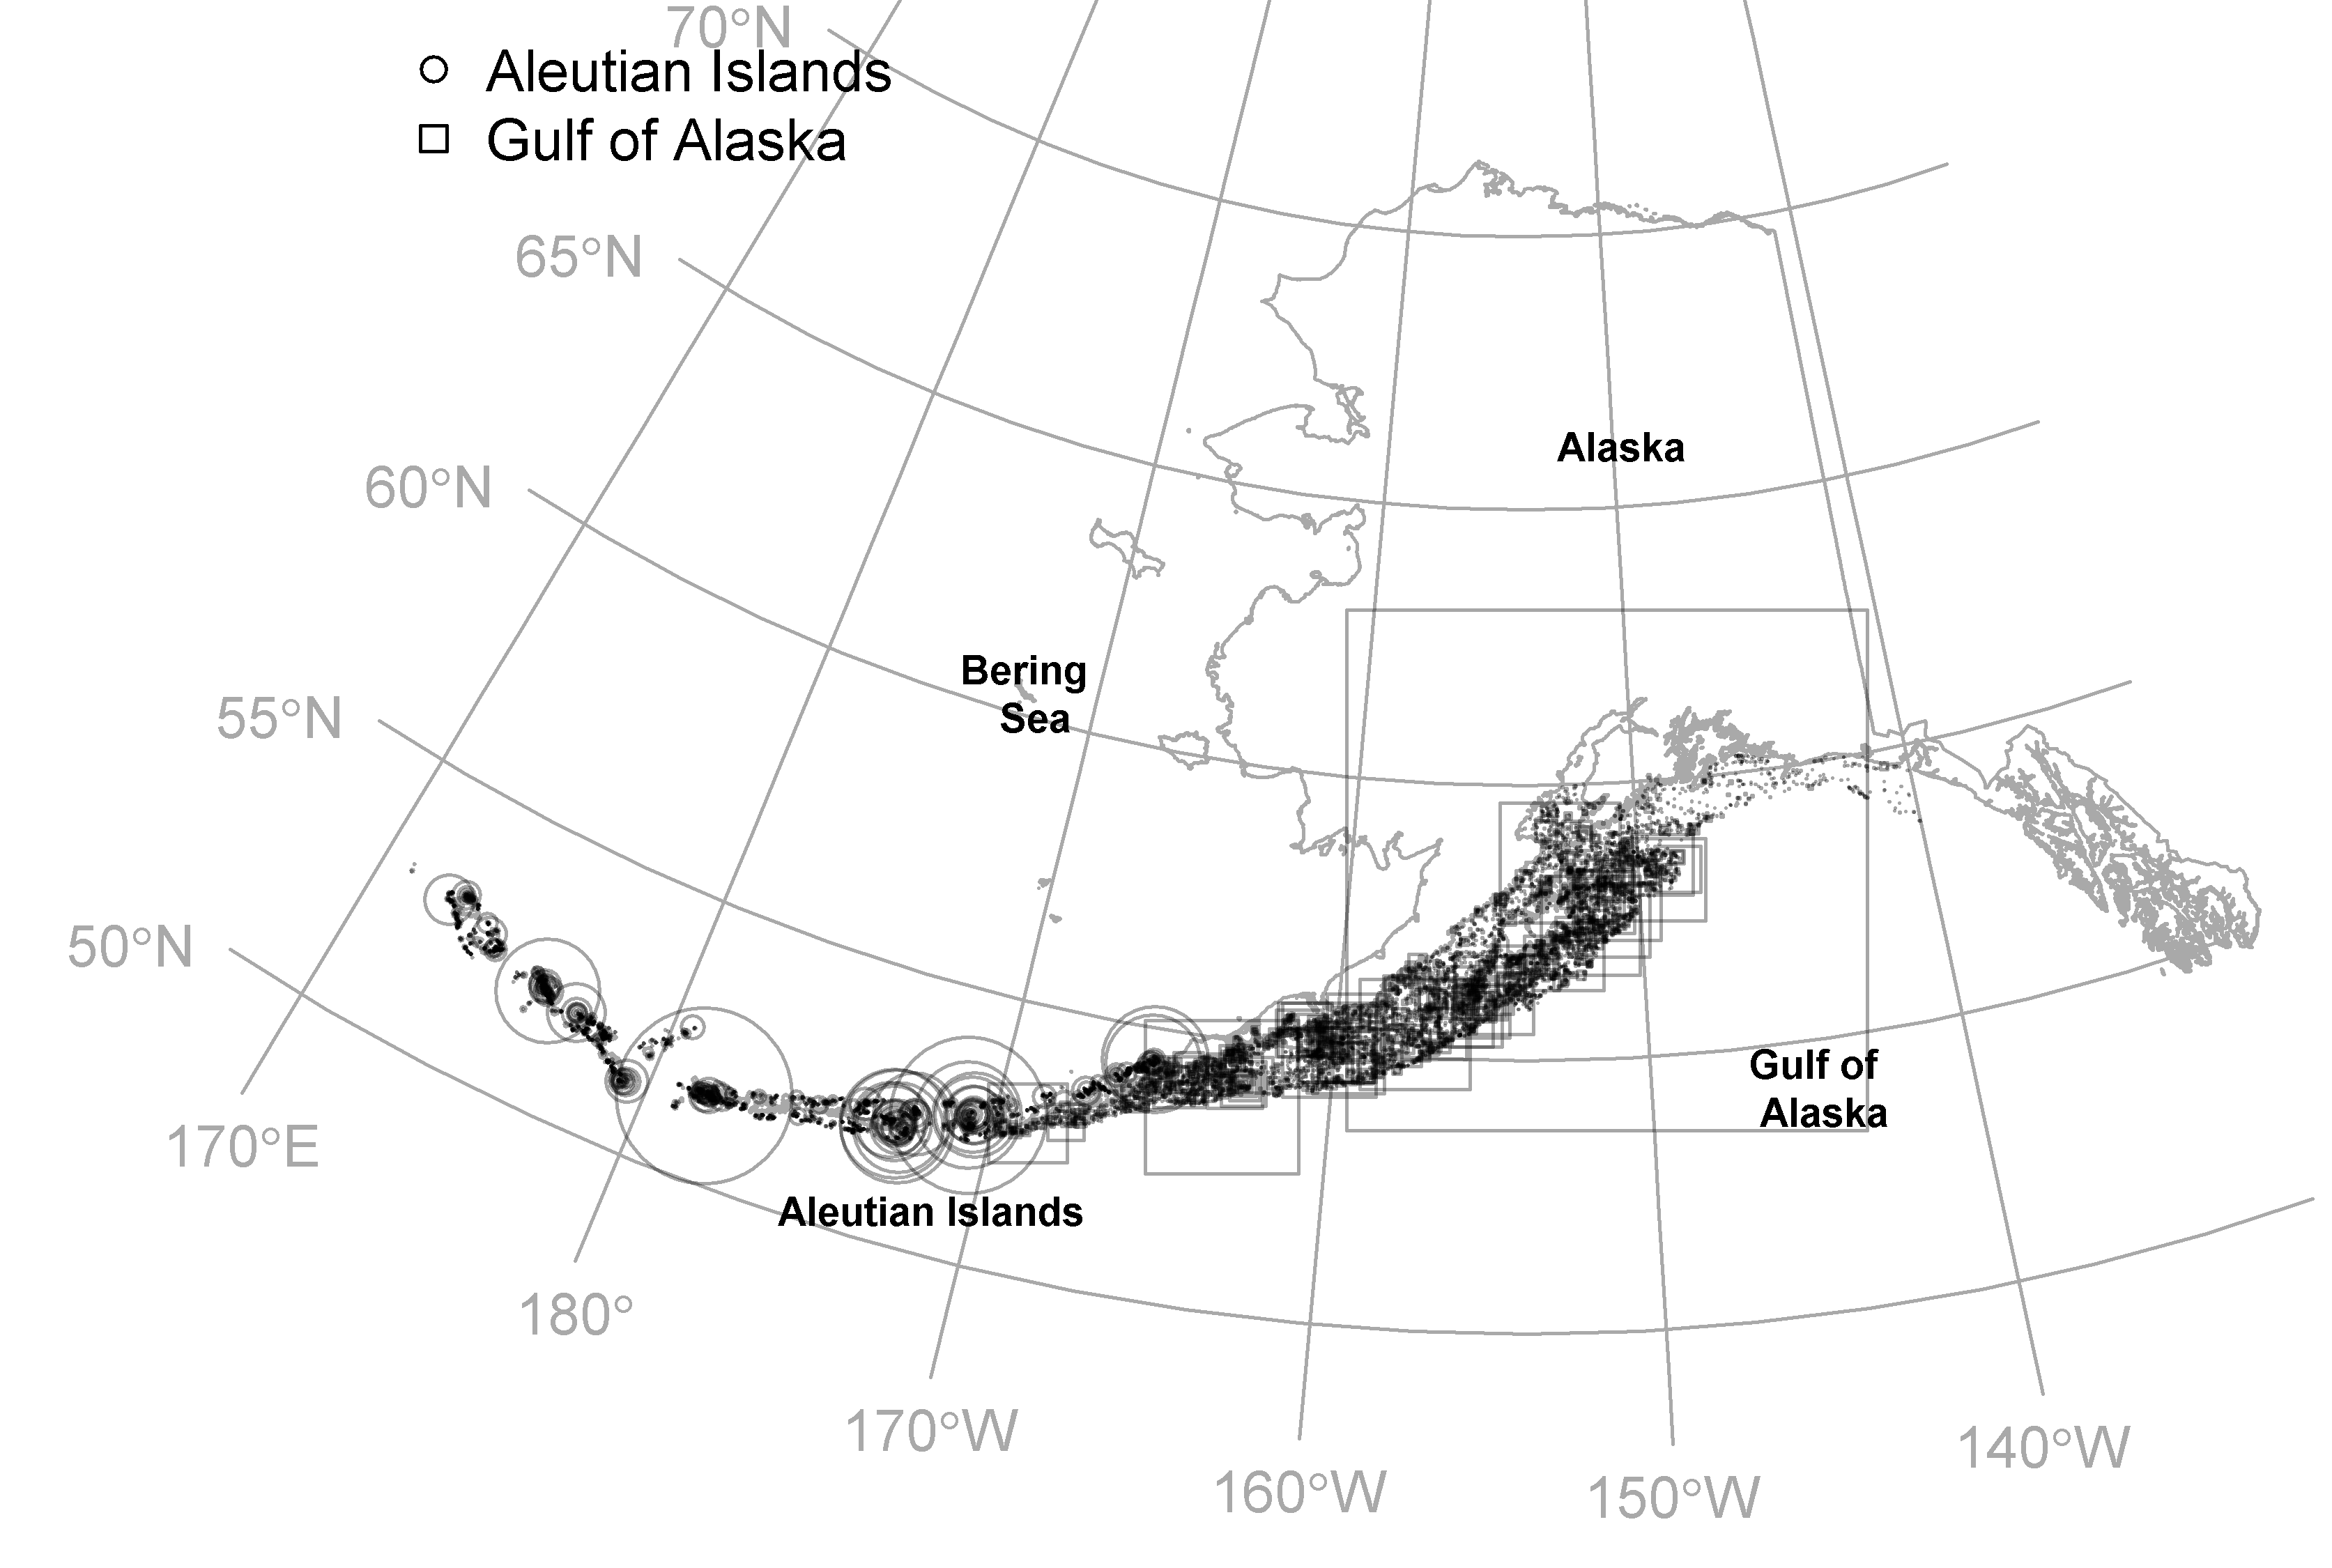 70°N
Aleutian Islands
Gulf of Alaska
65°N
Alaska
60°N
Bering
Sea
55°N
50°N
Gulf of
Alaska
170°E
Aleutian Islands
180°
170°W
140°W
160°W
150°W